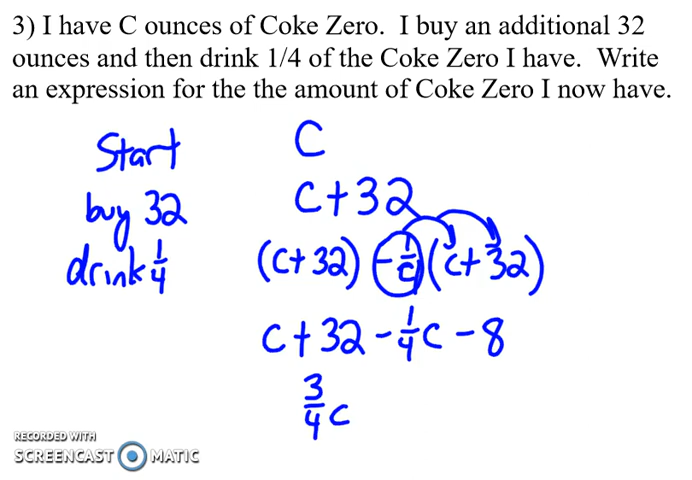 3) I have C ounces of Coke Zero. I buy an additional 32
ounces and then drink 1/4 of the Coke Zero I have. Write
an expression for the the amount of Coke Zero I now have.
Start C
buy 32 C+32
drink 1/4 (C+32) - 1/4 (C+32)
C+32 - 1/4 C - 8
3/4 C
RECORDED WITH
SCREENCAST O MATIC